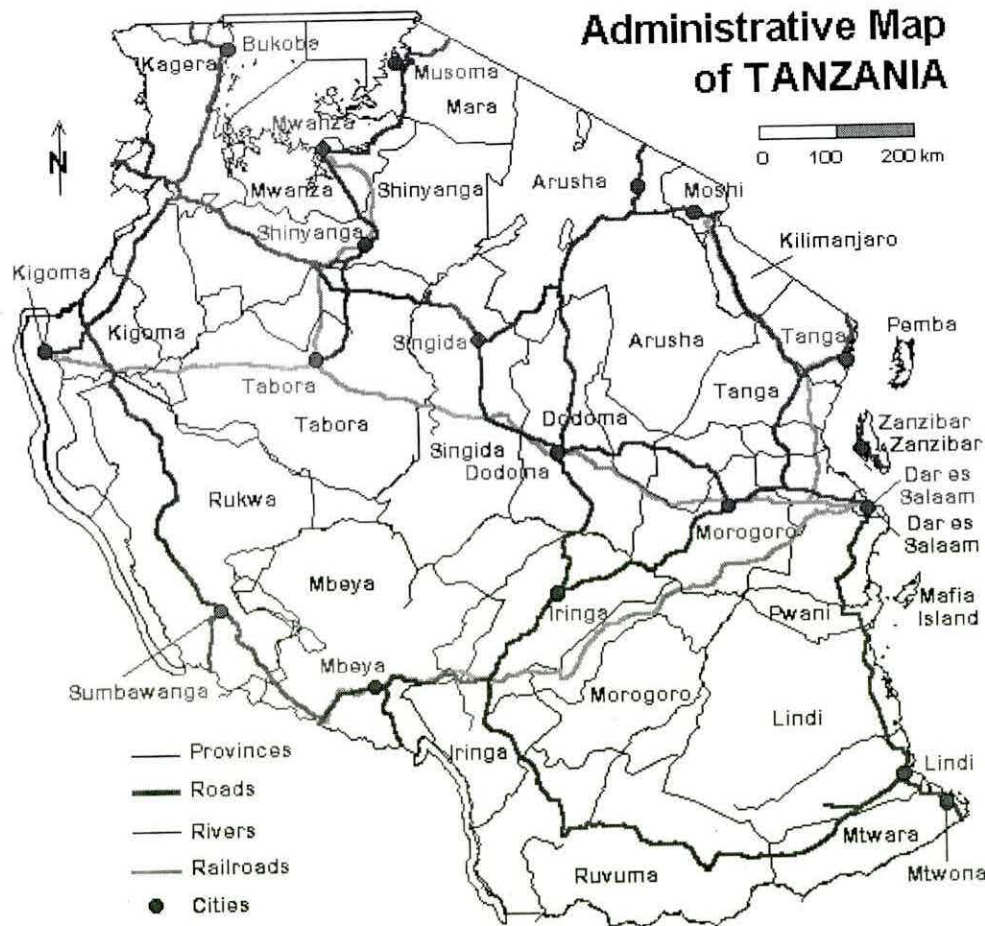 Administrative Map
of TANZANIA
0 100 200 km
N
Bukoba
Kagera
Musoma
Mara
Mwanza
Mwanza
Shinyanga
Arusha
Moshi
Shinyanga
Kilimanjaro
Kigoma
Kigoma
Singida
Arusha
Tanga
Pemba
Tabora
Tanga
Tabora
Dodoma
Zanzibar
Zanzibar
Singida
Dodoma
Dar es
Salaam
Rukwa
Morogoro
Dar es
Salaam
Mbeya
Iringa
Pwani
Mafia
Island
Mbeya
Sumbawanga
Morogoro
Lindi
Iringa
Lindi
Mtwara
Ruvuma
Mtwona
Provinces
Roads
Rivers
Railroads
Cities